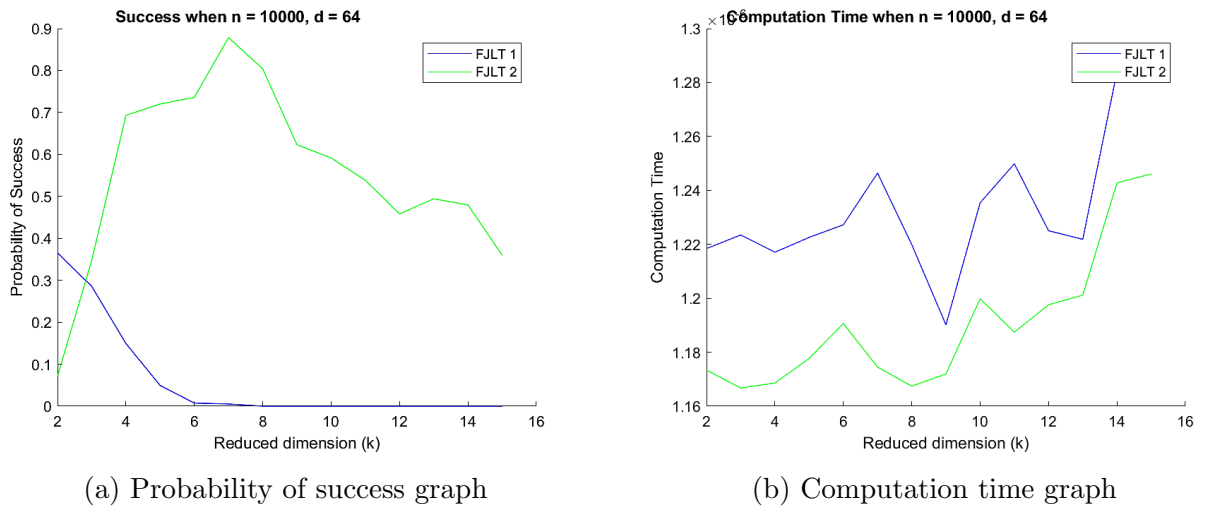 Success when n = 10000, d = 64
0.9
0.8
0.7
0.6
0.5
0.4
0.3
0.2
0.1
0
Probability of Success
FJLT 1
FJLT 2
2 4 6 8 10 12 14 16
Reduced dimension (k)
(a) Probability of success graph
×10-6
Computation Time when n = 10000, d = 64
1.3
1.28
1.26
1.24
1.22
1.2
1.18
1.16
Computation Time
FJLT 1
FJLT 2
2 4 6 8 10 12 14 16
Reduced dimension (k)
(b) Computation time graph